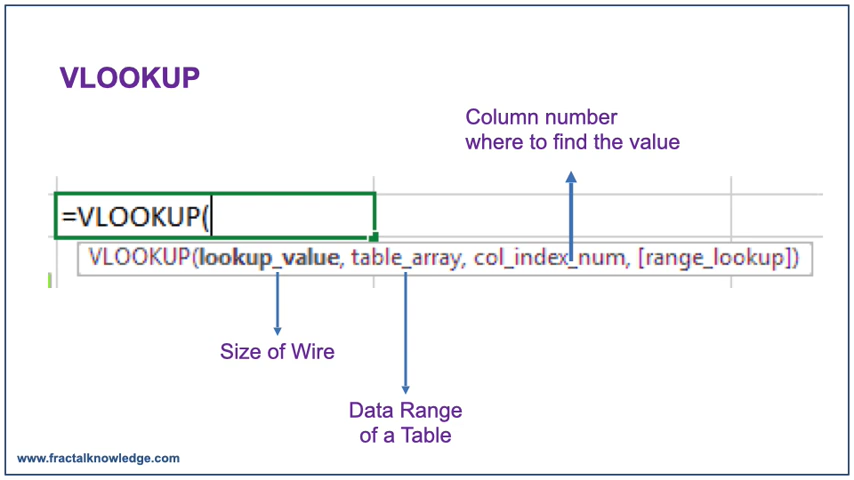 VLOOKUP
Column number
where to find the value
=VLOOKUP(
VLOOKUP(lookup_value, table_array, col_index_num, [range_lookup])
Size of Wire
Data Range
of a Table
www.fractalknowledge.com